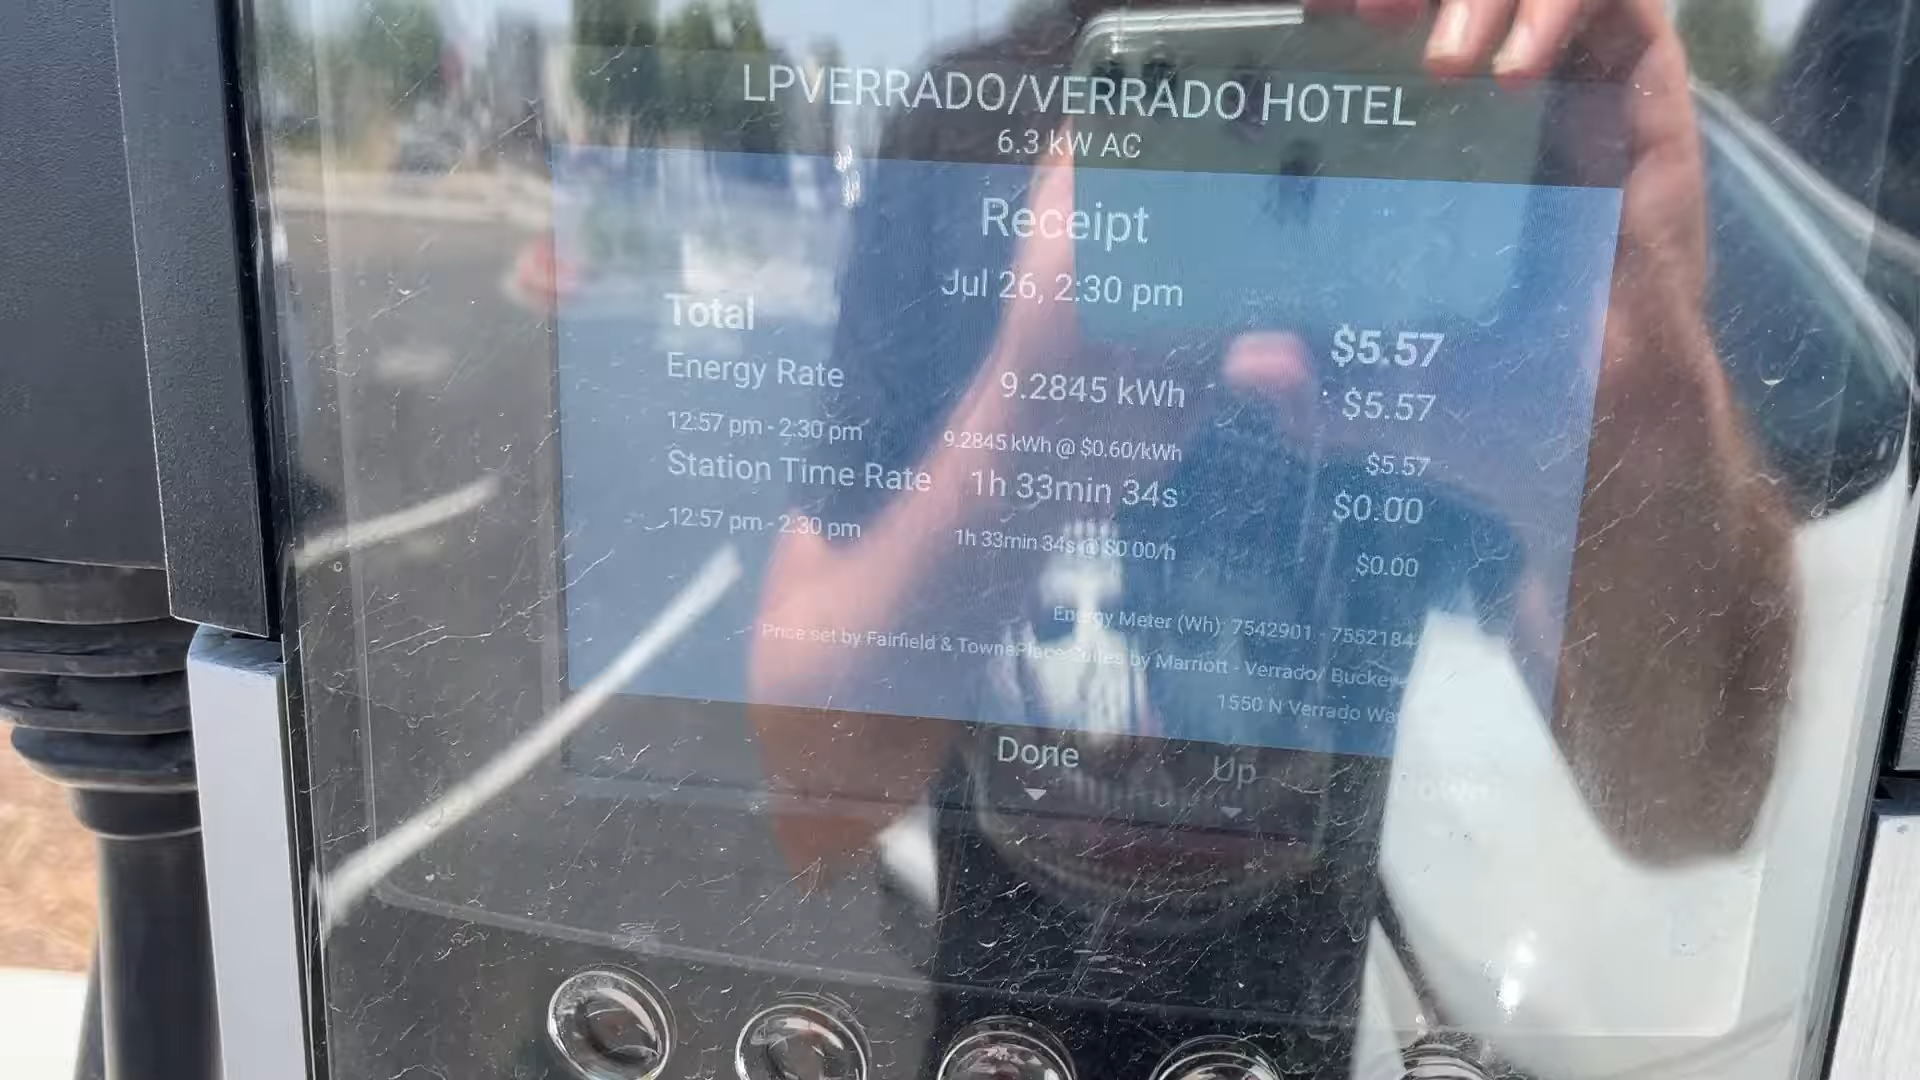 LPVERRADO/VERRADO HOTEL
6.3 kW AC
Receipt
Jul 26, 2:30 pm
Total $5.57
Energy Rate 9.2845 kWh $5.57
12:57 pm - 2:30 pm 9.2845 kWh @ $0.60/kWh $5.57
Station Time Rate 1h 33min 34s $0.00
12:57 pm - 2:30 pm 1h 33min 34s @ $0.00/h $0.00
Energy Meter (Wh): 7542901 - 7552184
Price set by Fairfield & TownePlace Suites by Marriott - Verrado/ Buckey
1550 N Verrado Wa
Done Up Down